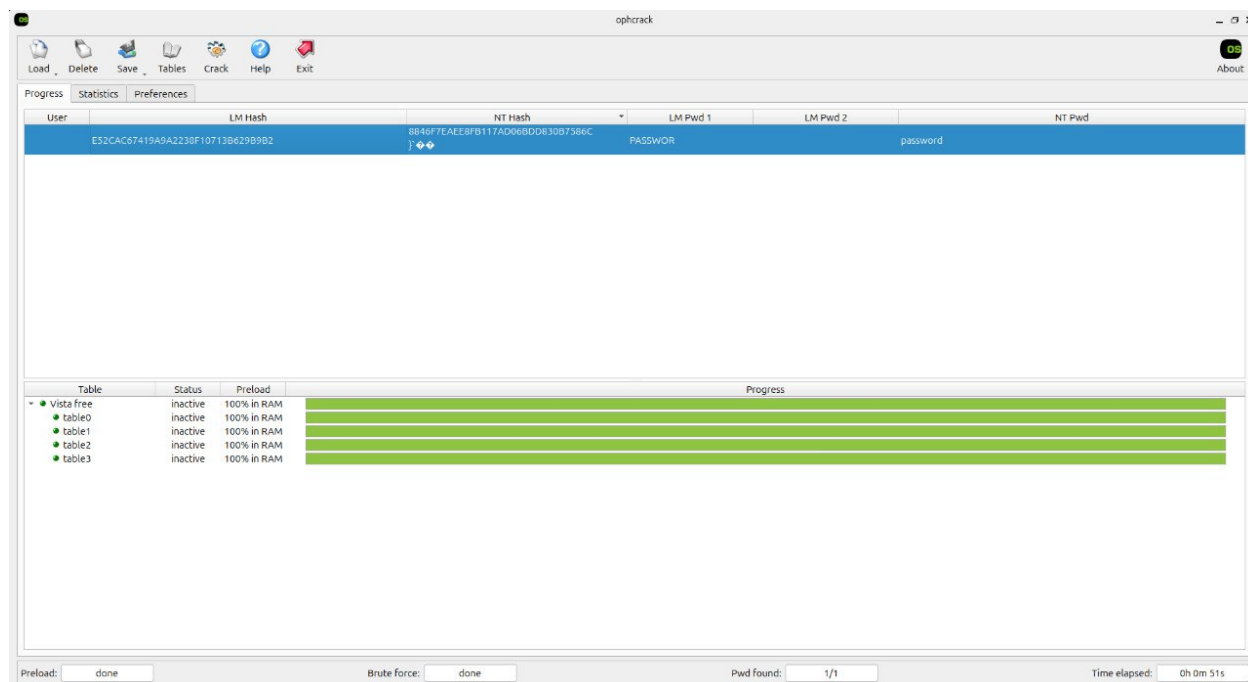 OS
ophcrack
Load Delete Save Tables Crack Help Exit
OS
About
Progress Statistics Preferences
User LM Hash NT Hash LM Pwd 1 LM Pwd 2 NT Pwd
E52CAC67419A9A2238F10713B629B9B2 8846F7EAEE8FB117AD06BDD830B7586C PASSWOR password
}`��
Table Status Preload Progress
Vista free inactive 100% in RAM
table0 inactive 100% in RAM
table1 inactive 100% in RAM
table2 inactive 100% in RAM
table3 inactive 100% in RAM
Preload: done Brute force: done Pwd found: 1/1 Time elapsed: 0h 0m 51s